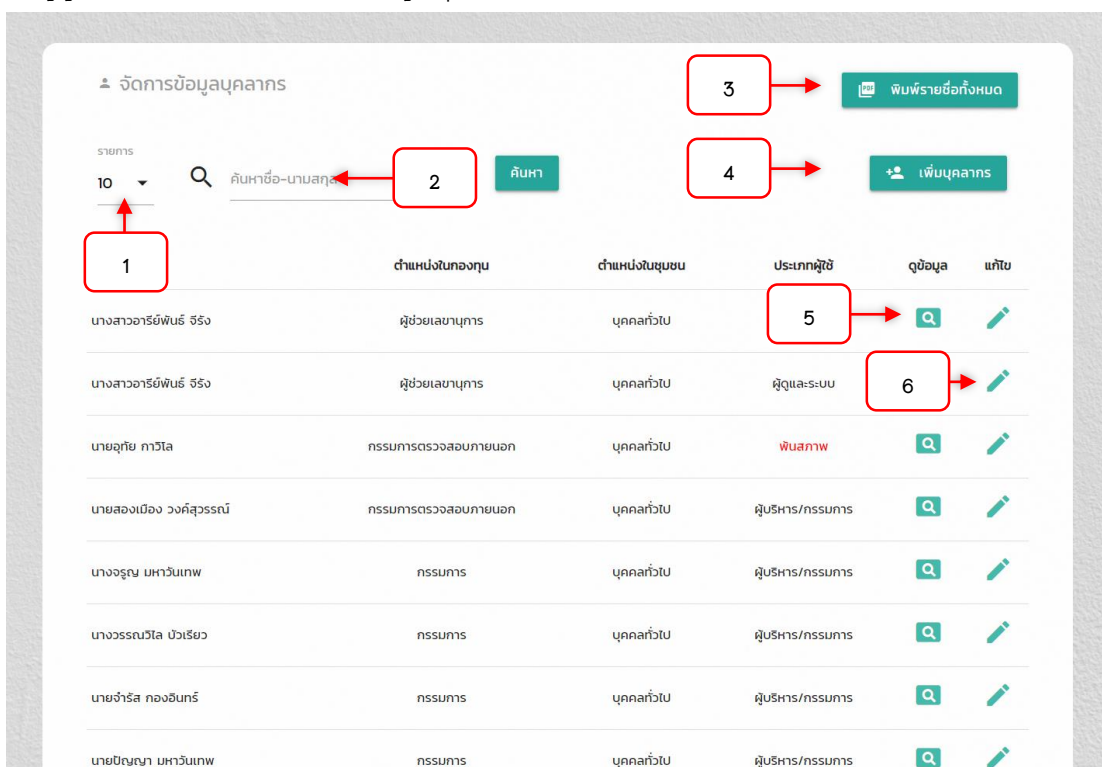 จัดการข้อมูลบุคลากร
3
พิมพ์รายชื่อทั้งหมด
รายการ
10
ค้นหาชื่อ-นามสกุล
2
ค้นหา
4
เพิ่มบุคลากร
1
ตำแหน่งในกองทุน ตำแหน่งในชุมชน ประเภทผู้ใช้ ดูข้อมูล แก้ไข
นางสาวอารีย์พันธ์ จีรัง ผู้ช่วยเลขานุการ บุคคลทั่วไป 5
นางสาวอารีย์พันธ์ จีรัง ผู้ช่วยเลขานุการ บุคคลทั่วไป ผู้ดูและระบบ 6
นายอุทัย กาวิโล กรรมการตรวจสอบภายนอก บุคคลทั่วไป พ้นสภาพ
นายสองเมือง วงค์สุวรรณ์ กรรมการตรวจสอบภายนอก บุคคลทั่วไป ผู้บริหาร/กรรมการ
นางจรูญ มหาวันเทพ กรรมการ บุคคลทั่วไป ผู้บริหาร/กรรมการ
นางวรรณวิไล บัวเรียว กรรมการ บุคคลทั่วไป ผู้บริหาร/กรรมการ
นายจำรัส กองอินทร์ กรรมการ บุคคลทั่วไป ผู้บริหาร/กรรมการ
นายปัญญา มหาวันเทพ กรรมการ บุคคลทั่วไป ผู้บริหาร/กรรมการ